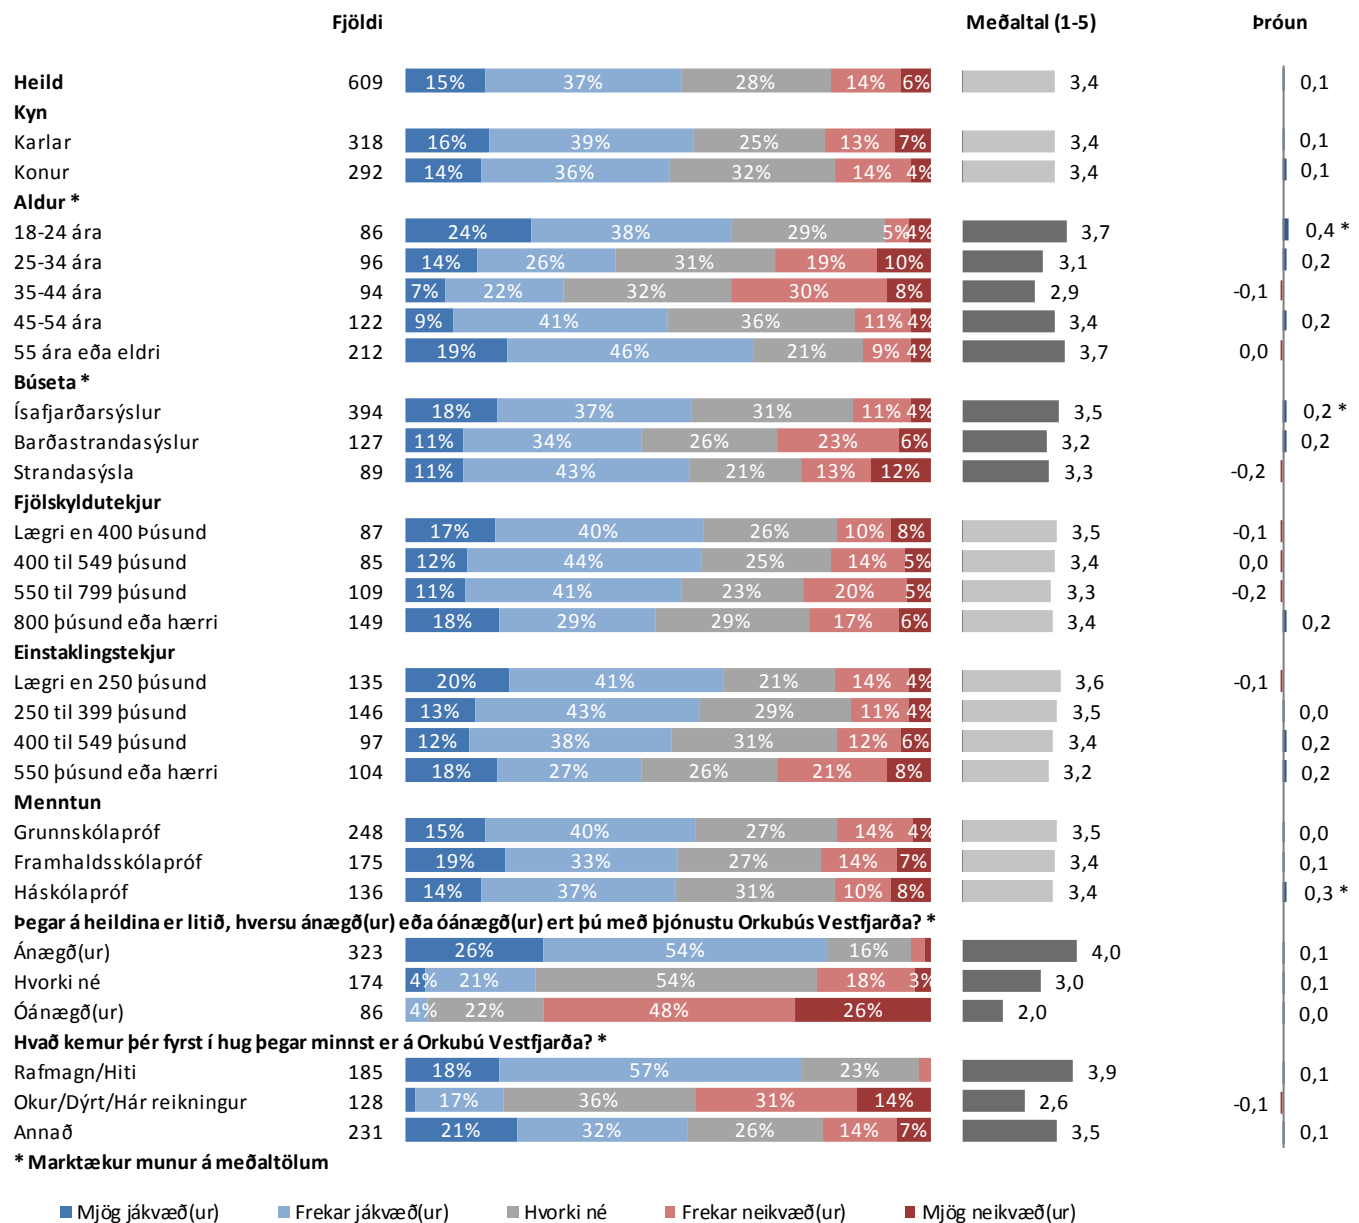 Fjöldi Meðaltal (1-5) Þróun
Heild 609 15% 37% 28% 14% 6% 3,4 0,1
Kyn
Karlar 318 16% 39% 25% 13% 7% 3,4 0,1
Konur 292 14% 36% 32% 14% 4% 3,4 0,1
Aldur *
18-24 ára 86 24% 38% 29% 5% 4% 3,7 0,4 *
25-34 ára 96 14% 26% 31% 19% 10% 3,1 0,2
35-44 ára 94 7% 22% 32% 30% 8% 2,9 -0,1
45-54 ára 122 9% 41% 36% 11% 4% 3,4 0,2
55 ára eða eldri 212 19% 46% 21% 9% 4% 3,7 0,0
Búseta *
Ísafjarðarsýslur 394 18% 37% 31% 11% 4% 3,5 0,2 *
Barðastrandasýslur 127 11% 34% 26% 23% 6% 3,2 0,2
Strandasýsla 89 11% 43% 21% 13% 12% 3,3 -0,2
Fjölskyldutekjur
Lægri en 400 Þúsund 87 17% 40% 26% 10% 8% 3,5 -0,1
400 til 549 þúsund 85 12% 44% 25% 14% 5% 3,4 0,0
550 til 799 þúsund 109 11% 41% 23% 20% 5% 3,3 -0,2
800 þúsund eða hærri 149 18% 29% 29% 17% 6% 3,4 0,2
Einstaklingstekjur
Lægri en 250 þúsund 135 20% 41% 21% 14% 4% 3,6 -0,1
250 til 399 þúsund 146 13% 43% 29% 11% 4% 3,5 0,0
400 til 549 þúsund 97 12% 38% 31% 12% 6% 3,4 0,2
550 þúsund eða hærri 104 18% 27% 26% 21% 8% 3,2 0,2
Menntun
Grunnskólapróf 248 15% 40% 27% 14% 4% 3,5 0,0
Framhaldsskólapróf 175 19% 33% 27% 14% 7% 3,4 0,1
Háskólapróf 136 14% 37% 31% 10% 8% 3,4 0,3 *
Þegar á heildina er litið, hversu ánægð(ur) eða óánægð(ur) ert þú með þjónustu Orkubús Vestfjarða? *
Ánægð(ur) 323 26% 54% 16% 4,0 0,1
Hvorki né 174 4% 21% 54% 18% 3% 3,0 0,1
Óánægð(ur) 86 4% 22% 48% 26% 2,0 0,0
Hvað kemur þér fyrst í hug þegar minnst er á Orkubú Vestfjarða? *
Rafmagn/Hiti 185 18% 57% 23% 3,9 0,1
Okur/Dýrt/Hár reikningur 128 17% 36% 31% 14% 2,6 -0,1
Annað 231 21% 32% 26% 14% 7% 3,5 0,1
* Marktækur munur á meðaltölum
Mjög jákvæð(ur) Frekar jákvæð(ur) Hvorki né Frekar neikvæð(ur) Mjög neikvæð(ur)